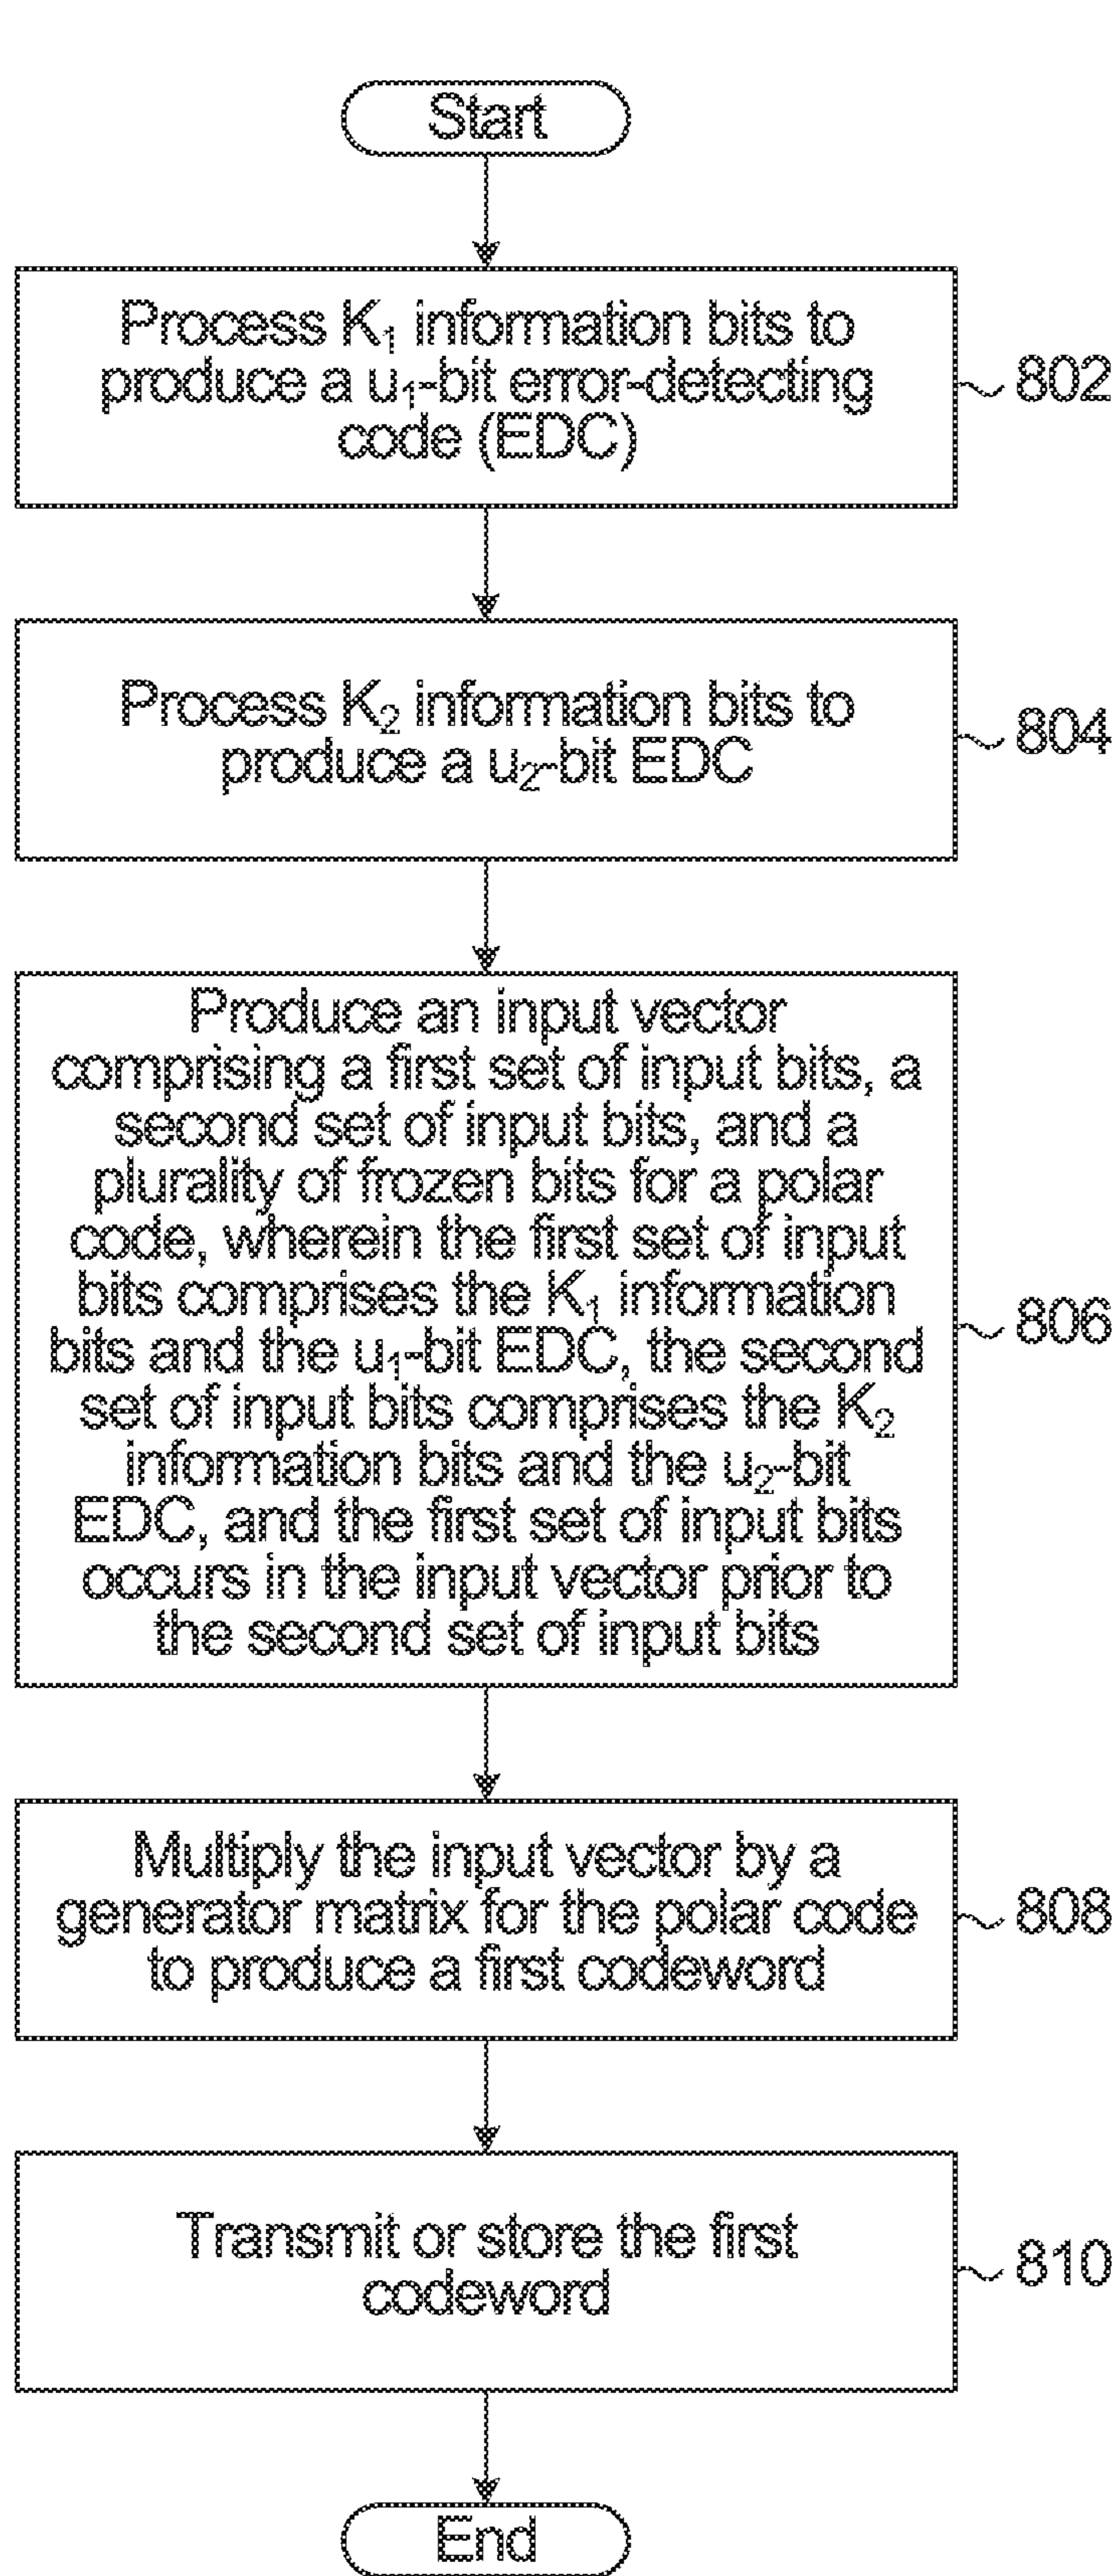 Start
Process K₁ information bits to
produce a u₁-bit error-detecting
code (EDC)
802
Process K₂ information bits to
produce a u₂-bit EDC
804
Produce an input vector
comprising a first set of input bits, a
second set of input bits, and a
plurality of frozen bits for a polar
code, wherein the first set of input
bits comprises the K₁ information
bits and the u₁-bit EDC, the second
set of input bits comprises the K₂
information bits and the u₂-bit
EDC, and the first set of input bits
occurs in the input vector prior to
the second set of input bits
806
Multiply the input vector by a
generator matrix for the polar code
to produce a first codeword
808
Transmit or store the first
codeword
810
End